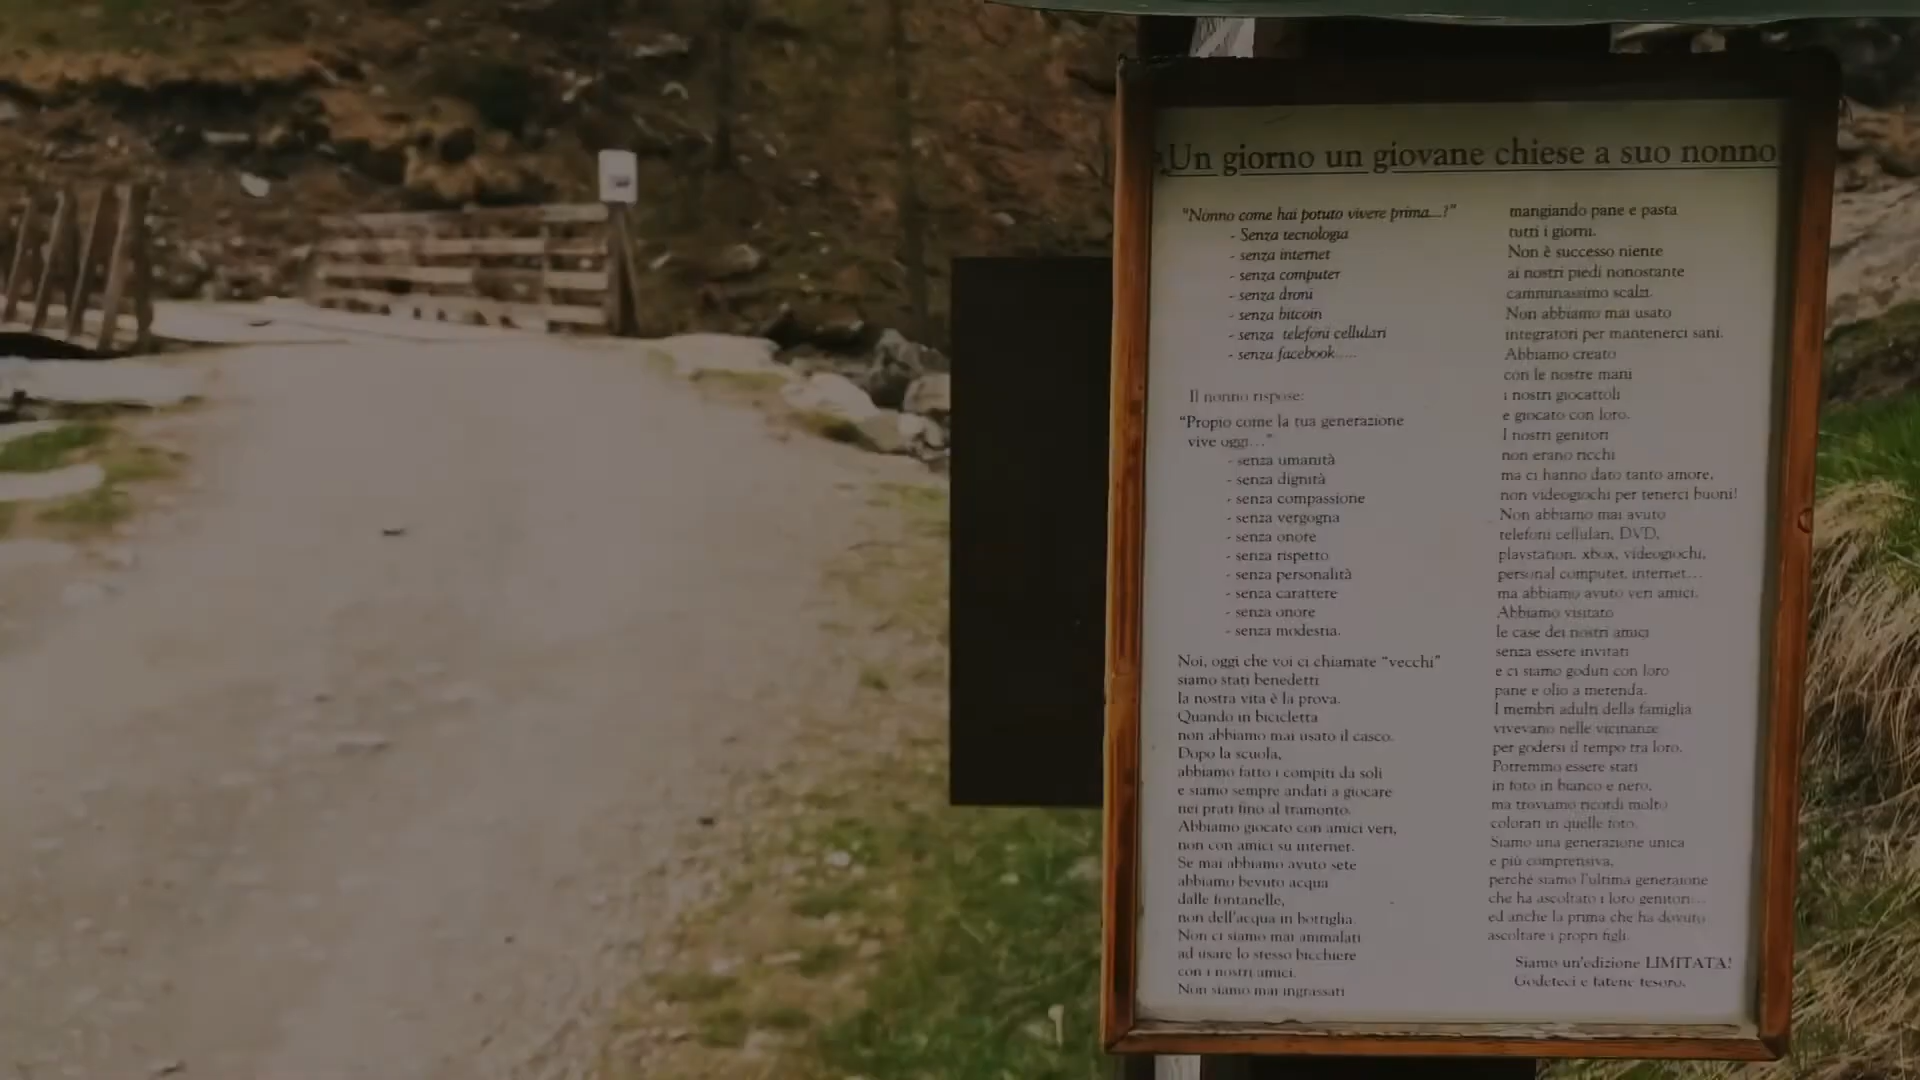 Un giorno un giovane chiese a suo nonno
"Nonno come hai potuto vivere prima...?"
- Senza tecnologia
- senza internet
- senza computer
- senza droni
- senza bitcoin
- senza telefoni cellulari
- senza facebook.....
Il nonno rispose:
"Propio come la tua generazione
vive oggi..."
- senza umanità
- senza dignità
- senza compassione
- senza vergogna
- senza onore
- senza rispetto
- senza personalità
- senza carattere
- senza onore
- senza modestia.
Noi, oggi che voi ci chiamate "vecchi"
siamo stati benedetti
la nostra vita è la prova.
Quando in bicicletta
non abbiamo mai usato il casco.
Dopo la scuola,
abbiamo fatto i compiti da soli
e siamo sempre andati a giocare
nei prati fino al tramonto.
Abbiamo giocato con amici veri,
non con amici su internet.
Se mai abbiamo avuto sete
abbiamo bevuto acqua
dalle fontanelle,
non dell'acqua in bottiglia.
Non ci siamo mai ammalati
ad usare lo stesso bicchiere
con i nostri amici.
Non siamo mai ingrassati
mangiando pane e pasta
tutti i giorni.
Non è successo niente
ai nostri piedi nonostante
camminassimo scalzi.
Non abbiamo mai usato
integratori per mantenerci sani.
Abbiamo creato
con le nostre mani
i nostri giocattoli
e giocato con loro.
I nostri genitori
non erano ricchi
ma ci hanno dato tanto amore,
non videogiochi per tenerci buoni!
Non abbiamo mai avuto
telefoni cellulari, DVD,
playstation, xbox, videogiochi,
personal computer, internet...
ma abbiamo avuto veri amici.
Abbiamo visitato
le case dei nostri amici
senza essere invitati
e ci siamo goduti con loro
pane e olio a merenda.
I membri adulti della famiglia
vivevano nelle vicinanze
per godersi il tempo tra loro.
Potremmo essere stati
in foto in bianco e nero,
ma troviamo ricordi molto
colorati in quelle foto.
Siamo una generazione unica
e più comprensiva,
perché siamo l'ultima generaione
che ha ascoltato i loro genitori...
ed anche la prima che ha dovuto
ascoltare i propri figli.
Siamo un'edizione LIMITATA!
Godeteci e fatene tesoro.